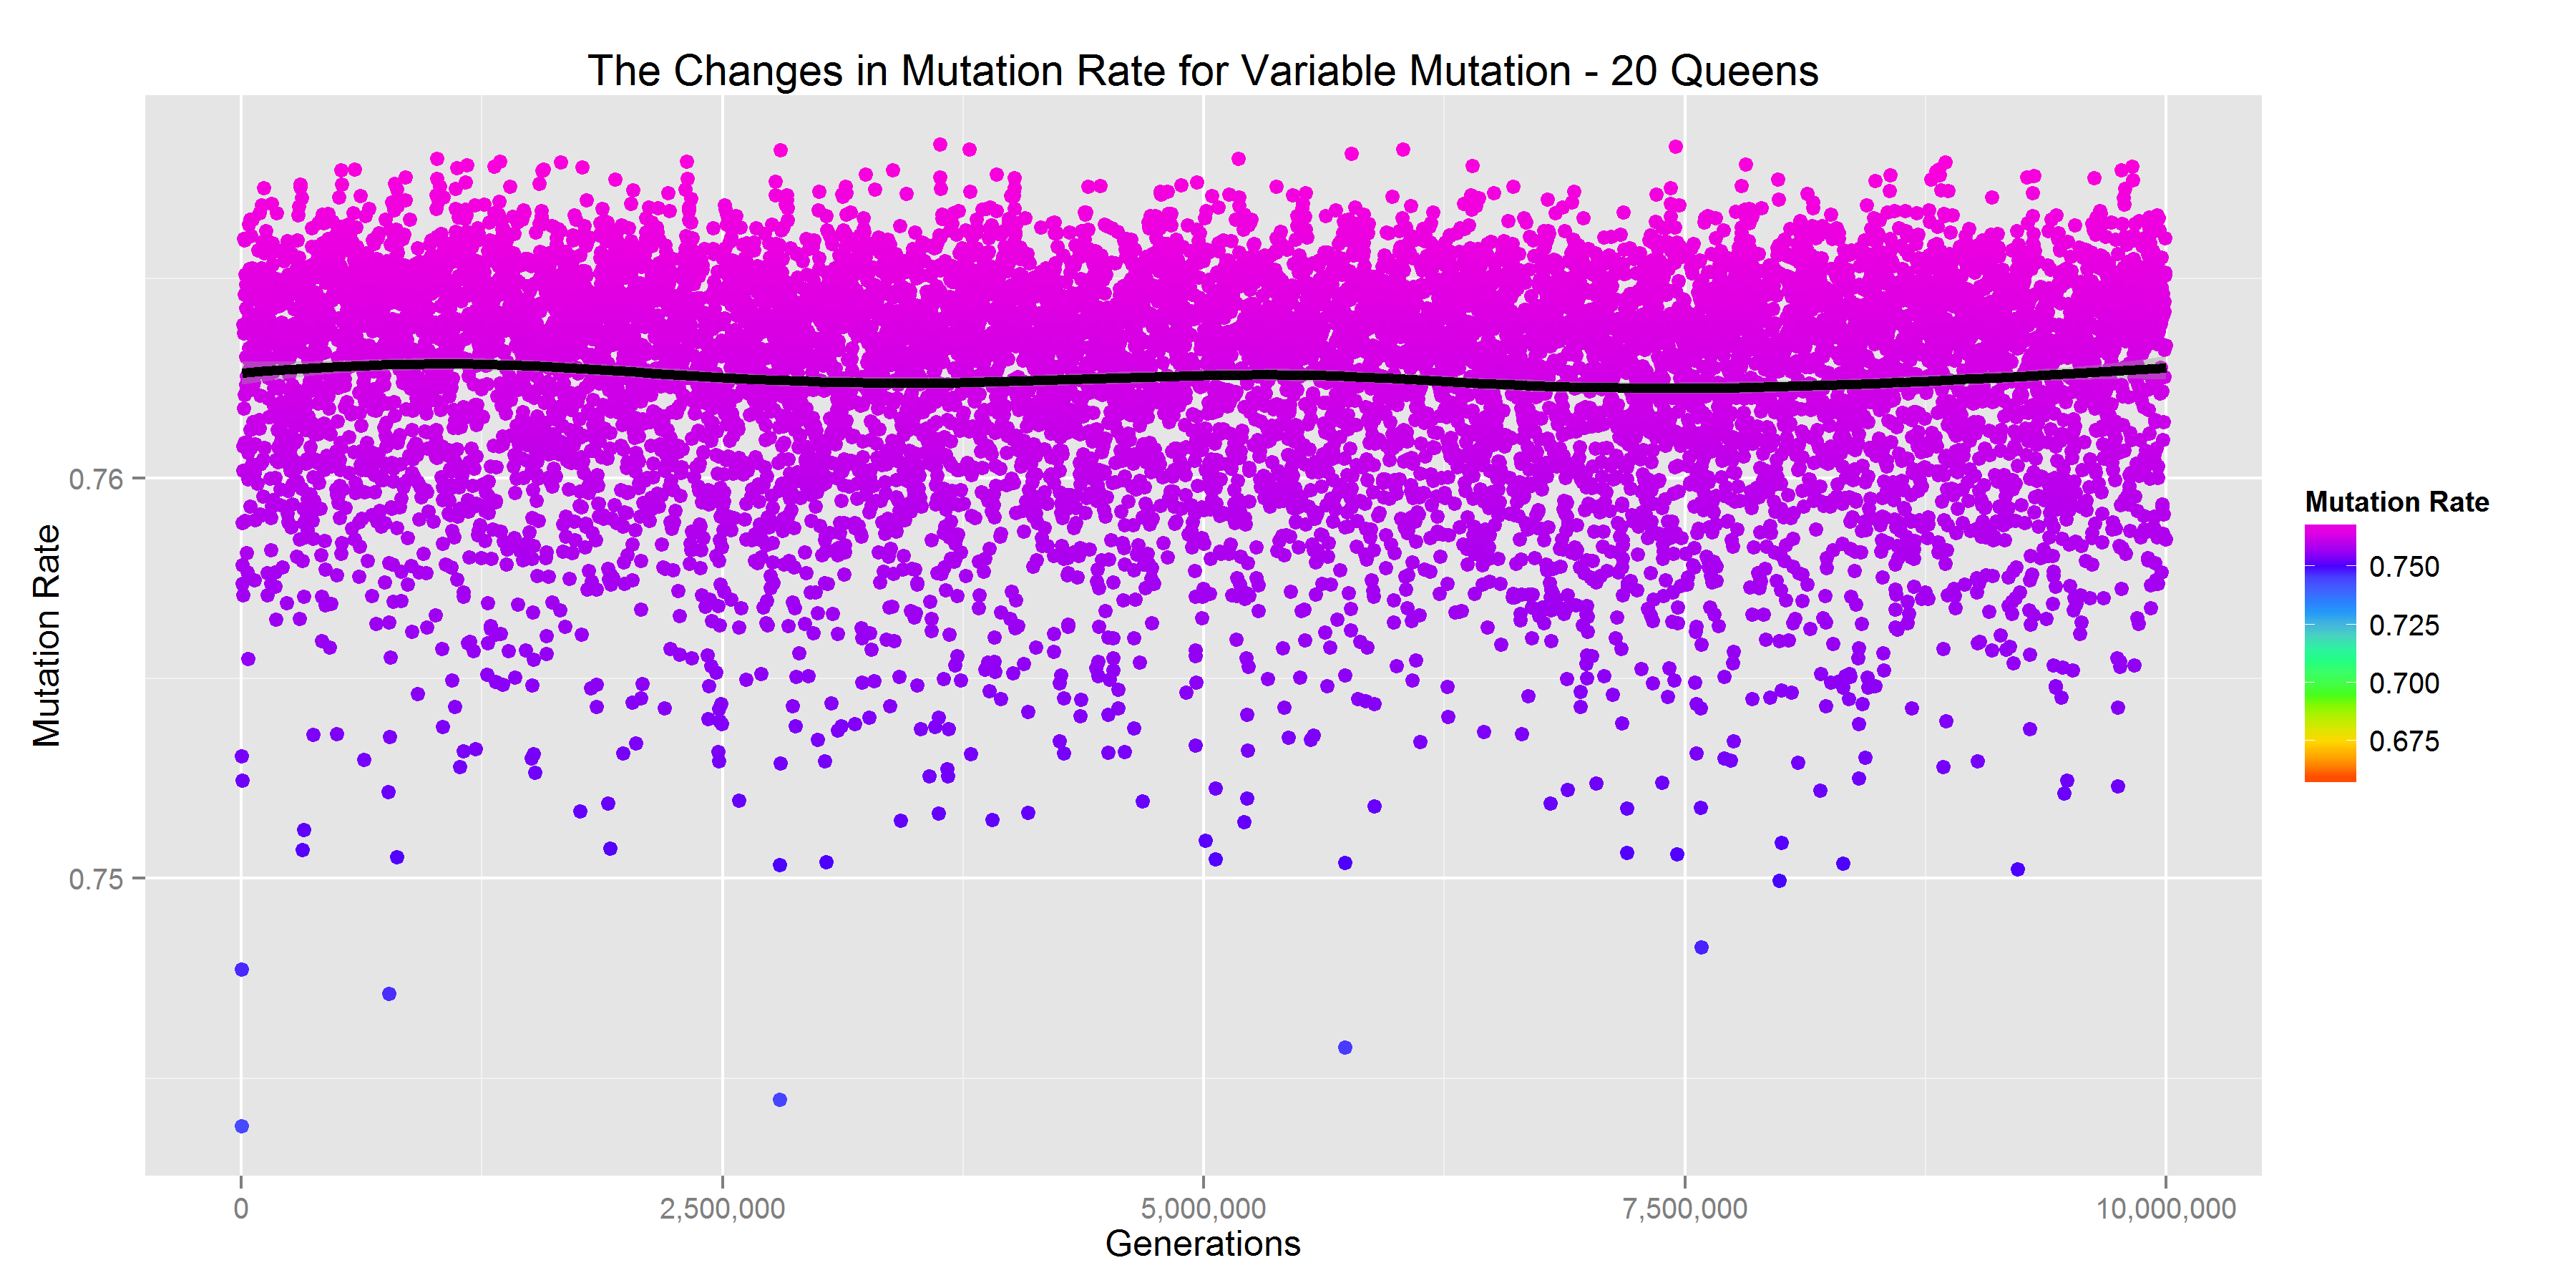 The Changes in Mutation Rate for Variable Mutation - 20 Queens
Mutation Rate
0.76
0.75
0
2,500,000
5,000,000
7,500,000
10,000,000
Generations
Mutation Rate
0.750
0.725
0.700
0.675